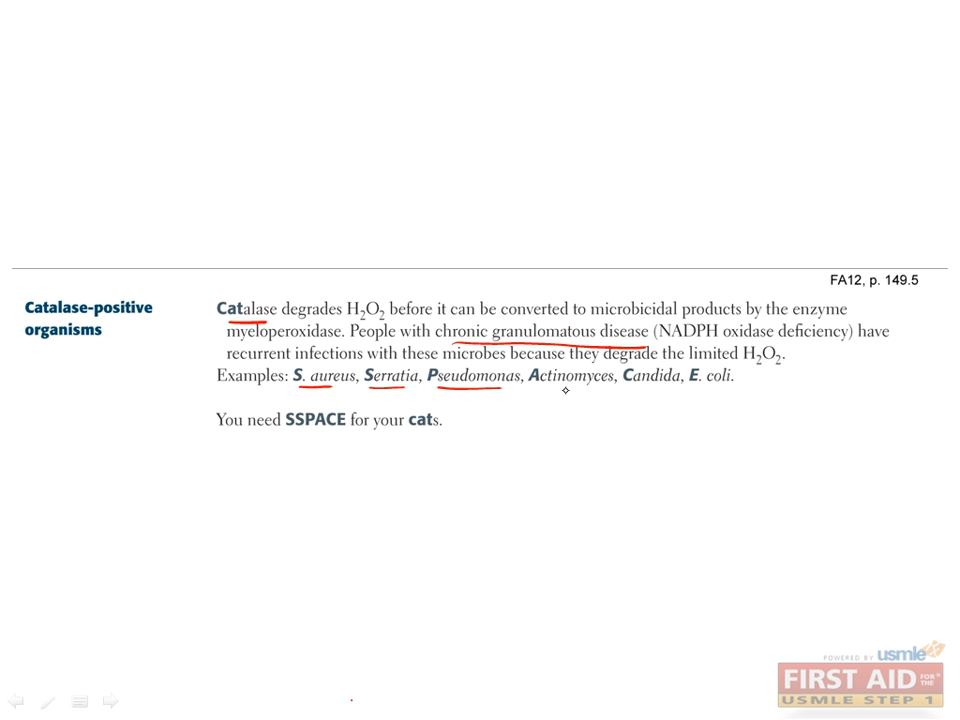 FA12, p. 149.5
Catalase-positive
organisms
Catalase degrades H2O2 before it can be converted to microbicidal products by the enzyme
myeloperoxidase. People with chronic granulomatous disease (NADPH oxidase deficiency) have
recurrent infections with these microbes because they degrade the limited H2O2.
Examples: S. aureus, Serratia, Pseudomonas, Actinomyces, Candida, E. coli.
You need SSPACE for your cats.
POWERED BY usmle
FIRST AID FOR THE
USMLE STEP 1